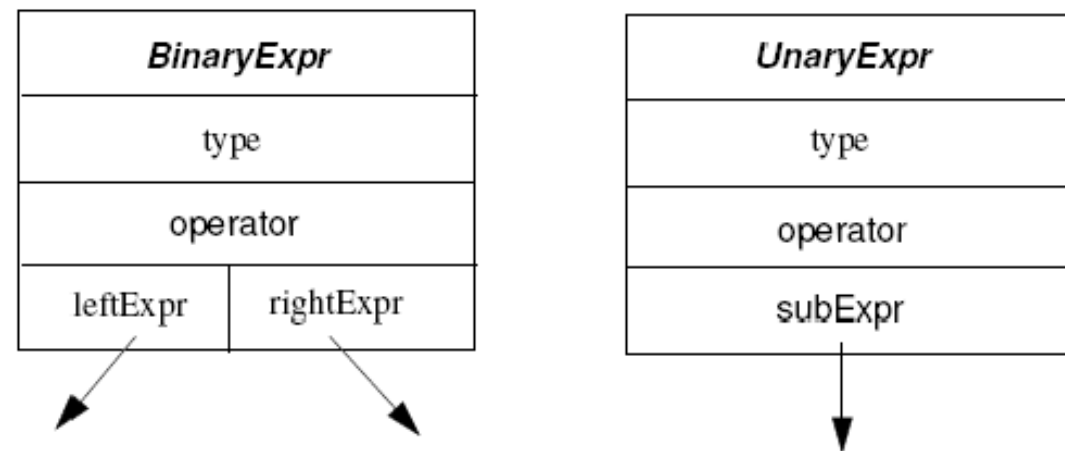 BinaryExpr
type
operator
leftExpr rightExpr
UnaryExpr
type
operator
subExpr